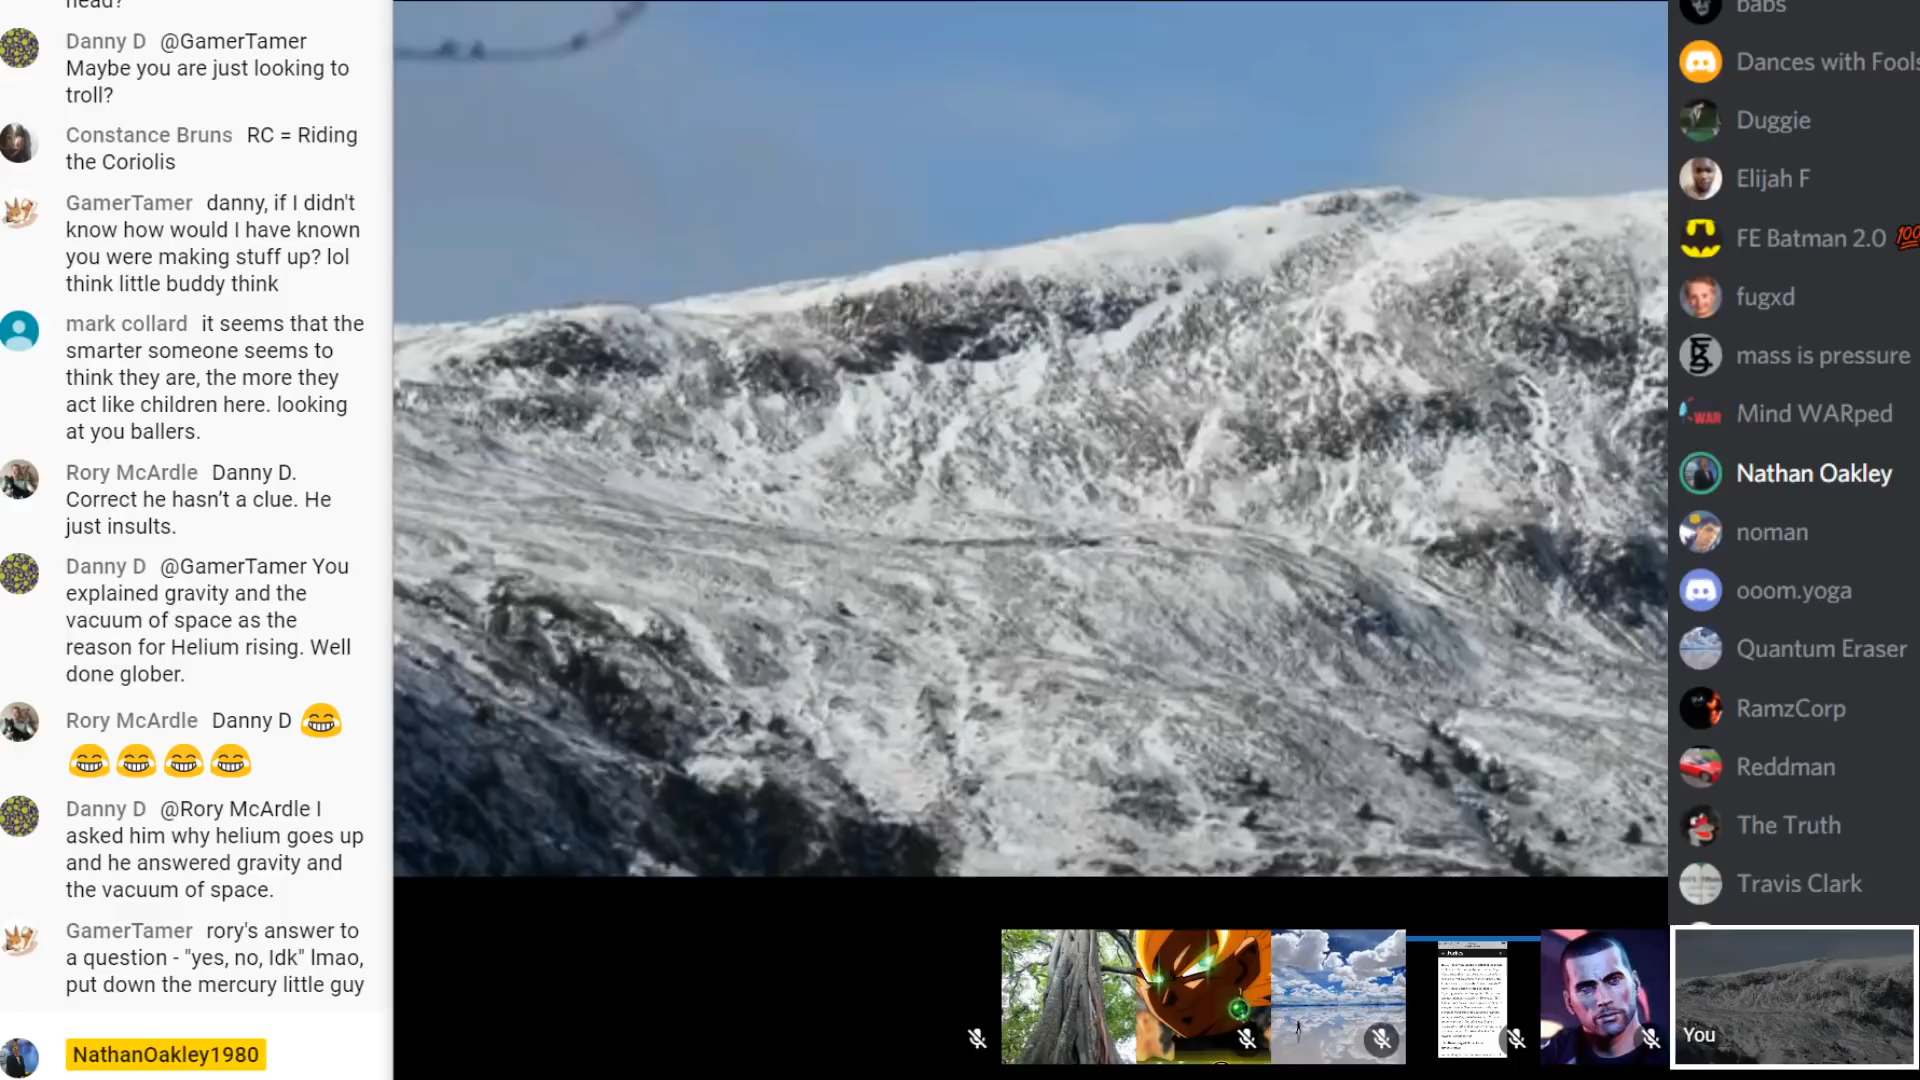 head?
Danny D @GamerTamer
Maybe you are just looking to
troll?
Constance Bruns RC = Riding
the Coriolis
GamerTamer danny, if I didn't
know how would I have known
you were making stuff up? lol
think little buddy think
mark collard it seems that the
smarter someone seems to
think they are, the more they
act like children here. looking
at you ballers.
Rory McArdle Danny D.
Correct he hasn’t a clue. He
just insults.
Danny D @GamerTamer You
explained gravity and the
vacuum of space as the
reason for Helium rising. Well
done glober.
Rory McArdle Danny D 😂
😂😂😂😂
Danny D @Rory McArdle I
asked him why helium goes up
and he answered gravity and
the vacuum of space.
GamerTamer rory's answer to
a question - "yes, no, Idk" lmao,
put down the mercury little guy
NathanOakley1980
babs
Dances with Fools
Duggie
Elijah F
FE Batman 2.0 💯
fugxd
mass is pressure
Mind WARped
WAR
Nathan Oakley
noman
ooom.yoga
Quantum Eraser
RamzCorp
Reddman
The Truth
Travis Clark
You